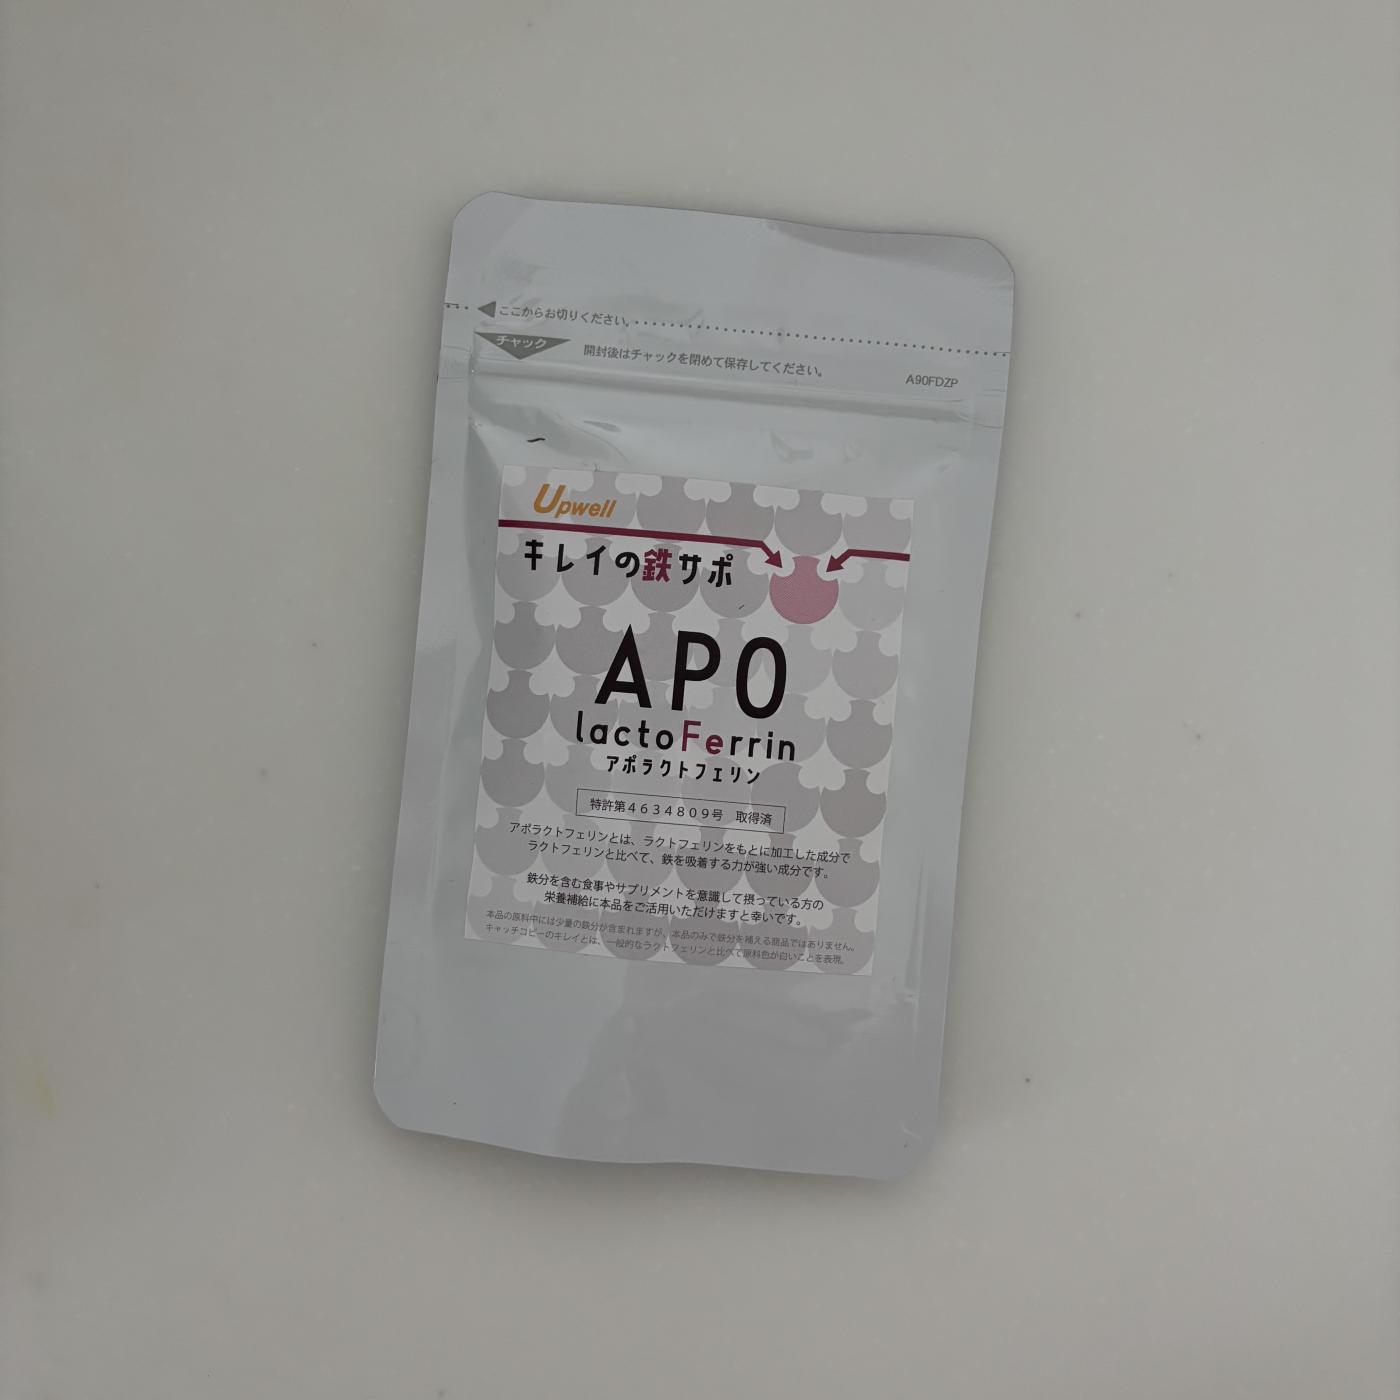 ここからお切りください。
チャック
開封後はチャックを閉めて保存してください。
A90FDZP
Upwell
キレイの鉄サポ
APO
lactoFerrin
アポラクトフェリン
特許第4634809号 取得済
アポラクトフェリンとは、ラクトフェリンをもとに加工した成分で
ラクトフェリンと比べて、鉄を吸着する力が強い成分です。
鉄分を含む食事やサプリメントを意識して摂っている方の
栄養補給に本品をご活用いただけますと幸いです。
本品の原料中には少量の鉄分が含まれますが、本品のみで鉄分を補える商品ではありません。
キャッチコピーのキレイとは、一般的なラクトフェリンと比べて原料色が白いことを表現。